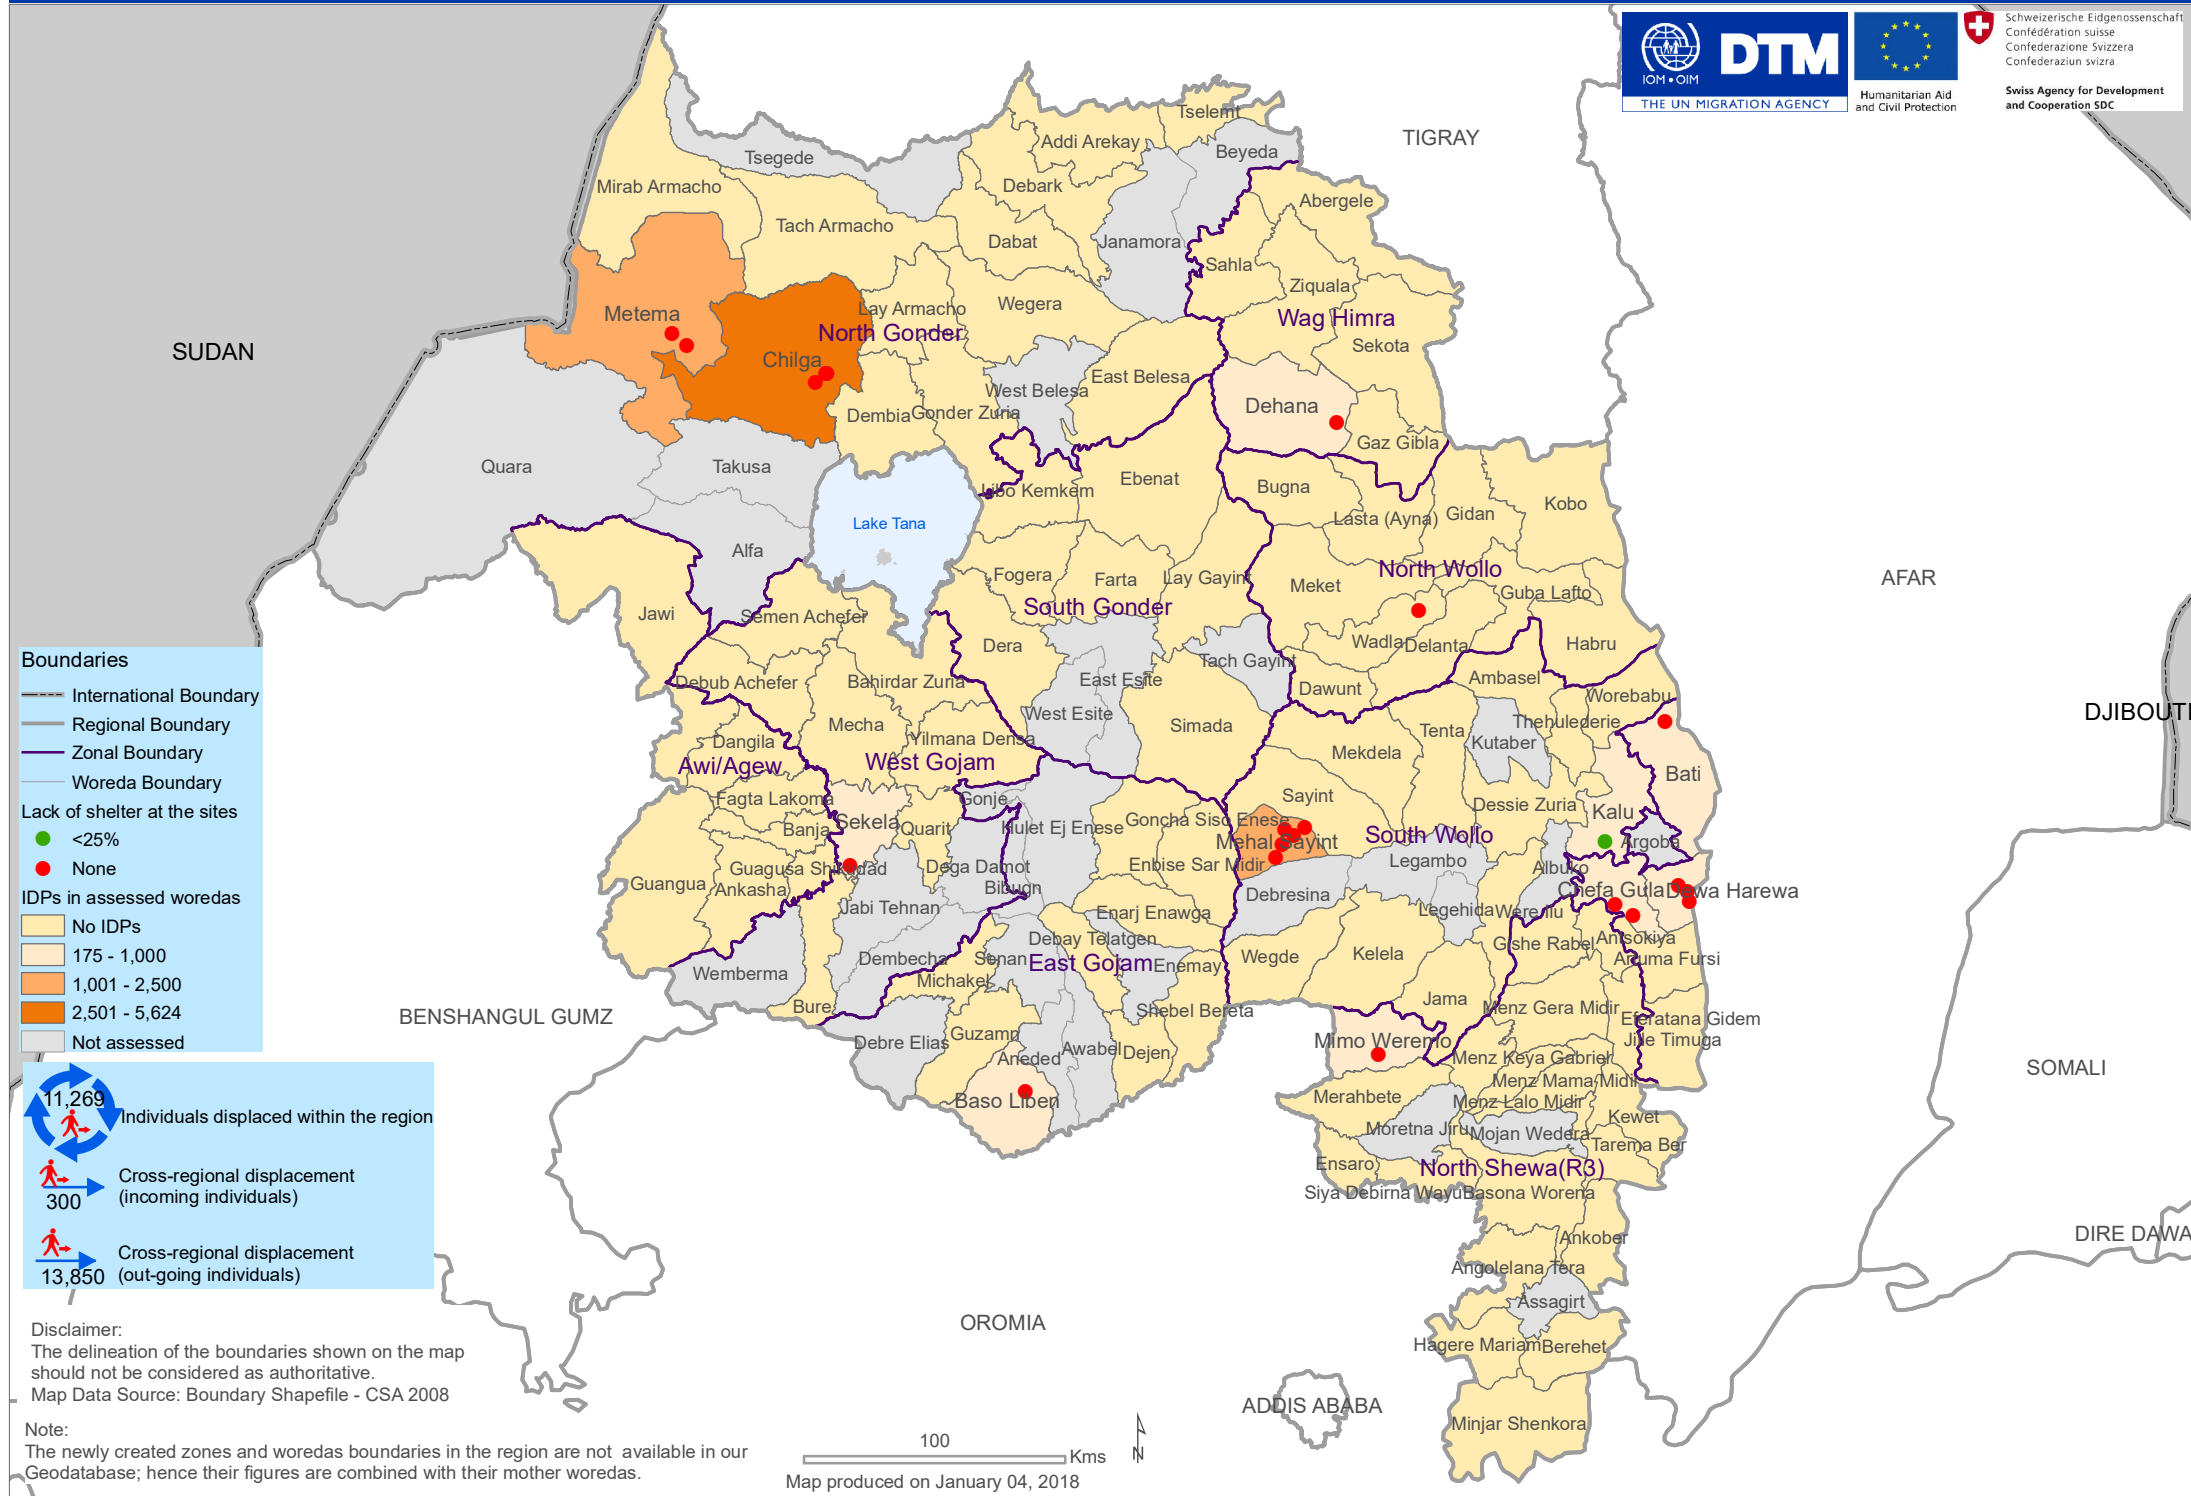 IOM • OIM
DTM
THE UN MIGRATION AGENCY
Humanitarian Aid
and Civil Protection
Schweizerische Eidgenossenschaft
Confédération suisse
Confederazione Svizzera
Confederaziun svizra
Swiss Agency for Development
and Cooperation SDC
TIGRAY
SUDAN
AFAR
DJIBOUTI
BENSHANGUL GUMZ
SOMALI
DIRE DAWA
OROMIA
ADDIS ABABA
Tselemt
Addi Arekay
Beyeda
Tsegede
Mirab Armacho
Debark
Abergele
Tach Armacho
Dabat
Janamora
Sahla
Ziquala
Metema
Lay Armacho
Wegera
North Gonder
Wag Himra
Sekota
Chilga
West Belesa
East Belesa
Dehana
Dembia
Gonder Zuria
Gaz Gibla
Quara
Takusa
Libo Kemkem
Ebenat
Bugna
Lasta (Ayna)
Gidan
Kobo
Lake Tana
Alfa
Fogera
Farta
Lay Gayint
Meket
North Wollo
Guba Lafto
South Gonder
Jawi
Semen Achefer
Dera
Wadla
Delanta
Habru
Tach Gayint
Debub Achefer
Bahirdar Zuria
East Esite
Dawunt
Ambasel
Worebabu
Mecha
West Esite
Simada
Tenta
Thehulederie
Kutaber
Dangila
Yilmana Densa
Mekdela
Awi/Agew
West Gojam
Bati
Fagta Lakoma
Gonje
Sayint
Dessie Zuria
Kalu
Banja
Sekela
Quarit
Hulet Ej Enese
Goncha Siso Enese
Mehal Sayint
South Wollo
Argoba
Guagusa Shikudad
Dega Damot
Enbise Sar Midir
Legambo
Albuko
Guangua
Ankasha
Bibugn
Debresina
Chefa Gula
Dawa Harewa
Jabi Tehnan
Enarj Enawga
Legehida
Were Ilu
Dembecha
Debay Telatgen
Gishe Rabel
Antsokiya
Wemberma
Senan
East Gojam
Enemay
Wegde
Kelela
Artuma Fursi
Michakel
Bure
Shebel Bereta
Jama
Menz Gera Midir
Eferatana Gidem
Debre Elias
Guzamn
Aneded
Awabel
Dejen
Mimo Weremo
Jile Timuga
Menz Keya Gabriel
Baso Liben
Merahbete
Menz Mama Midir
Menz Lalo Midir
Kewet
Moretna Jiru
Mojan Wedera
Tarema Ber
Ensaro
North Shewa(R3)
Siya Debirna Wayu
Basona Worena
Ankober
Angolelana Tera
Assagirt
Hagere Mariam
Berehet
Minjar Shenkora
Boundaries
International Boundary
Regional Boundary
Zonal Boundary
Woreda Boundary
Lack of shelter at the sites
<25%
None
IDPs in assessed woredas
No IDPs
175 - 1,000
1,001 - 2,500
2,501 - 5,624
Not assessed
11,269
Individuals displaced within the region
Cross-regional displacement
(incoming individuals)
300
Cross-regional displacement
(out-going individuals)
13,850
Disclaimer:
The delineation of the boundaries shown on the map
should not be considered as authoritative.
Map Data Source: Boundary Shapefile - CSA 2008
Note:
The newly created zones and woredas boundaries in the region are not available in our
Geodatabase; hence their figures are combined with their mother woredas.
100
Kms
N
Map produced on January 04, 2018